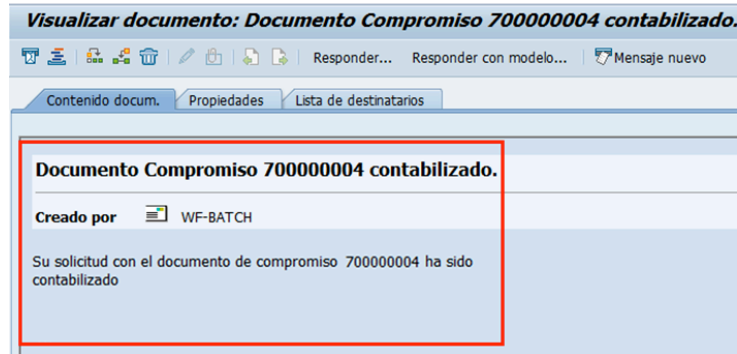 Visualizar documento: Documento Compromiso 700000004 contabilizado.
Responder... Responder con modelo... Mensaje nuevo
Contenido docum. Propiedades Lista de destinatarios
Documento Compromiso 700000004 contabilizado.
Creado por WF-BATCH
Su solicitud con el documento de compromiso 700000004 ha sido
contabilizado